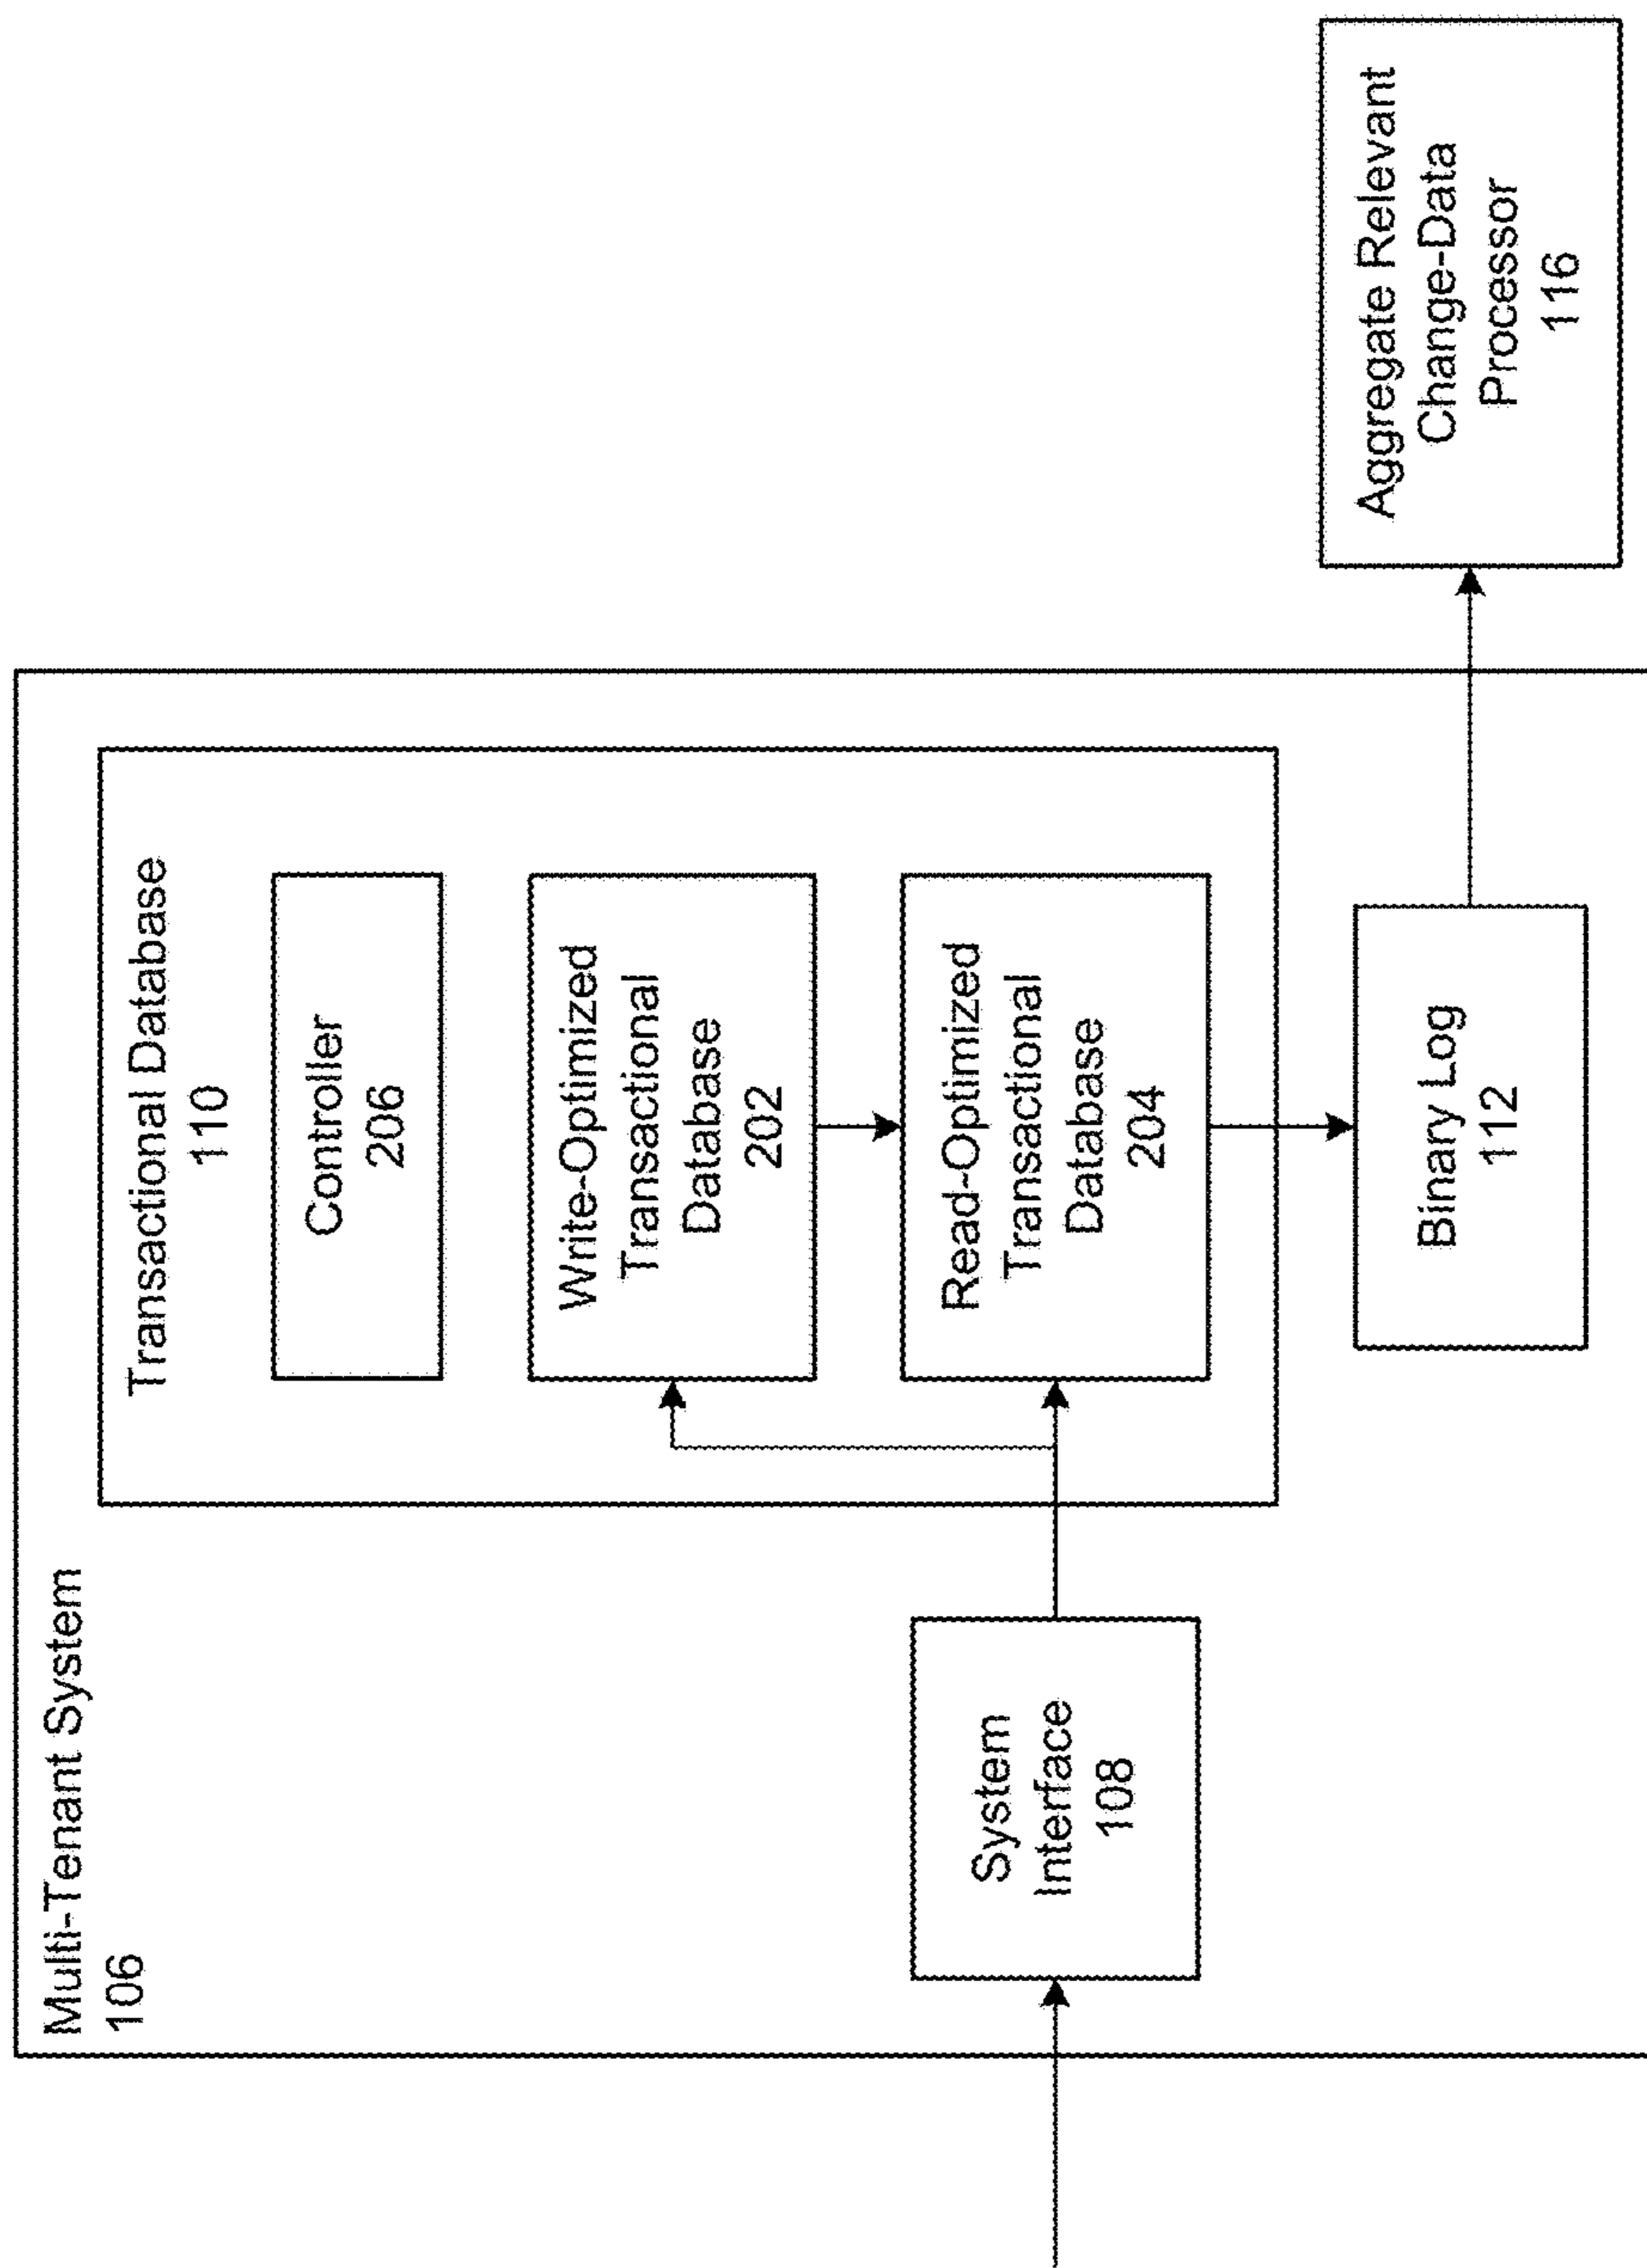 Multi-Tenant System
106
Transactional Database
110
Controller
206
Write-Optimized
Transactional
Database
202
Read-Optimized
Transactional
Database
204
System
Interface
108
Binary Log
112
Aggregate Relevant
Change-Data
Processor
116